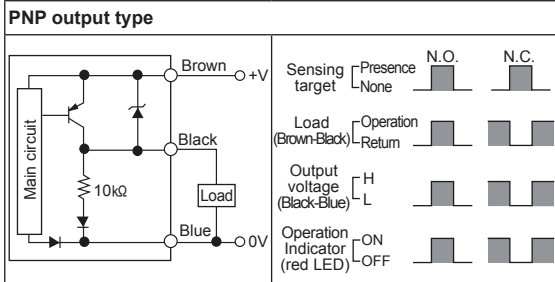 PNP output type
Main circuit
Brown
+V
Black
10kΩ
Load
Blue
0V
N.O.
N.C.
Sensing
target
Presence
None
Load
(Brown-Black)
Operation
Return
Output
voltage
(Black-Blue)
H
L
Operation
Indicator
(red LED)
ON
OFF